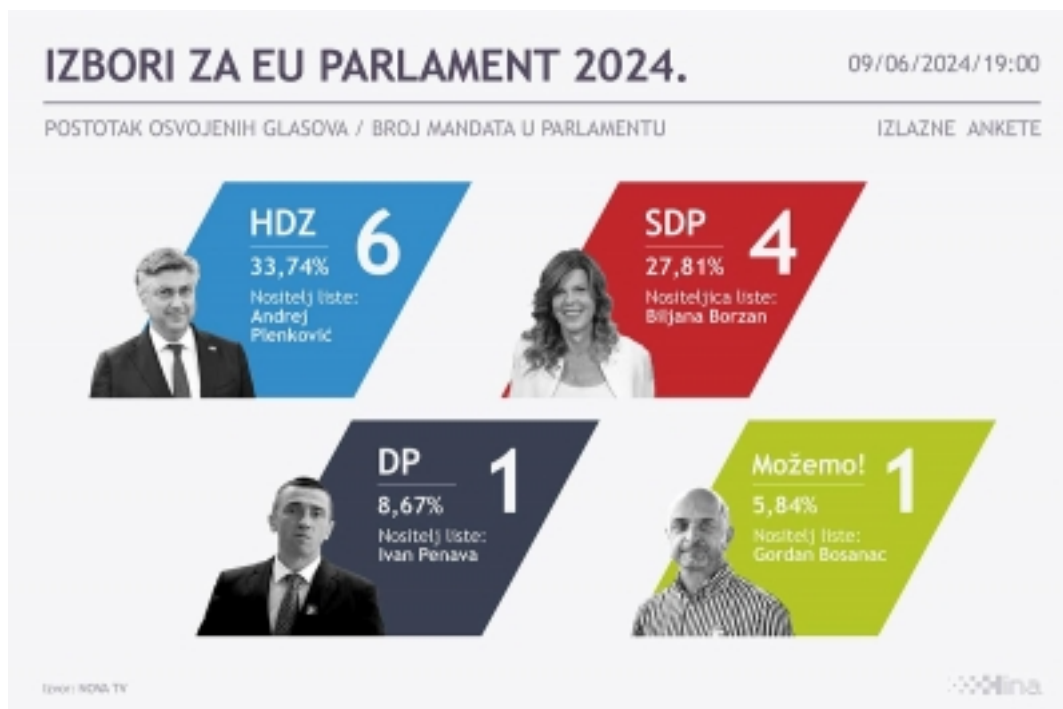 IZBORI ZA EU PARLAMENT 2024.
09/06/2024/19:00
POSTOTAK OSVOJENIH GLASOVA / BROJ MANDATA U PARLAMENTU
IZLAZNE ANKETE
HDZ
6
33,74%
Nositelj liste:
Andrej
Plenković
SDP
4
27,81%
Nositeljica liste:
Biljana Borzan
DP
1
8,67%
Nositelj liste:
Ivan Penava
Možemo!
1
5,84%
Nositelj liste:
Gordan Bosanac
Izvor: NOVA TV
Hina